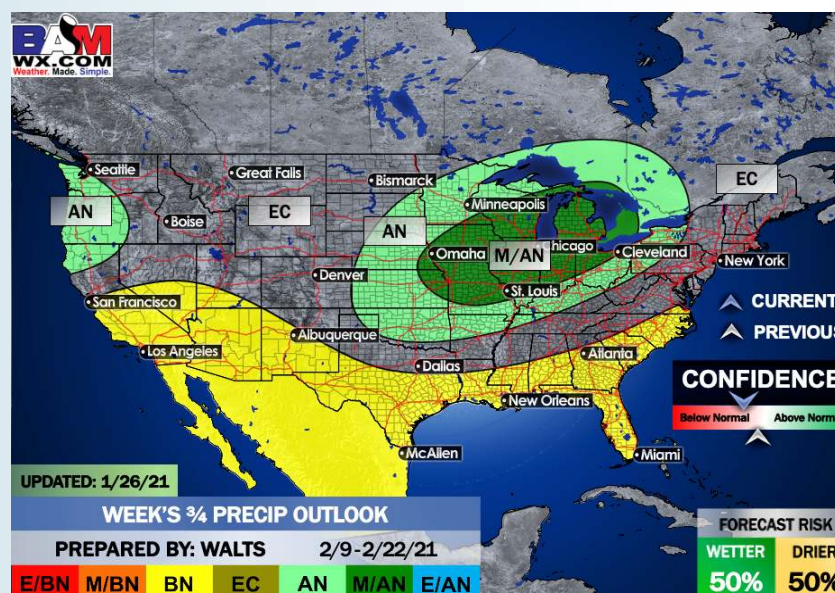 BAM
WX.COM
Weather. Made. Simple.
Seattle
Great Falls
Bismarck
EC
AN
Boise
EC
AN
Minneapolis
Omaha
M/AN
Chicago
Cleveland
New York
Denver
St. Louis
San Francisco
CURRENT
PREVIOUS
Albuquerque
Los Angeles
Dallas
Atlanta
CONFIDENCE
Below Normal
Above Norm
New Orleans
McAllen
Miami
UPDATED: 1/26/21
WEEK'S ¾ PRECIP OUTLOOK
PREPARED BY: WALTS 2/9-2/22/21
E/BN M/BN BN EC AN M/AN E/AN
FORECAST RISK
WETTER DRIER
50% 50%